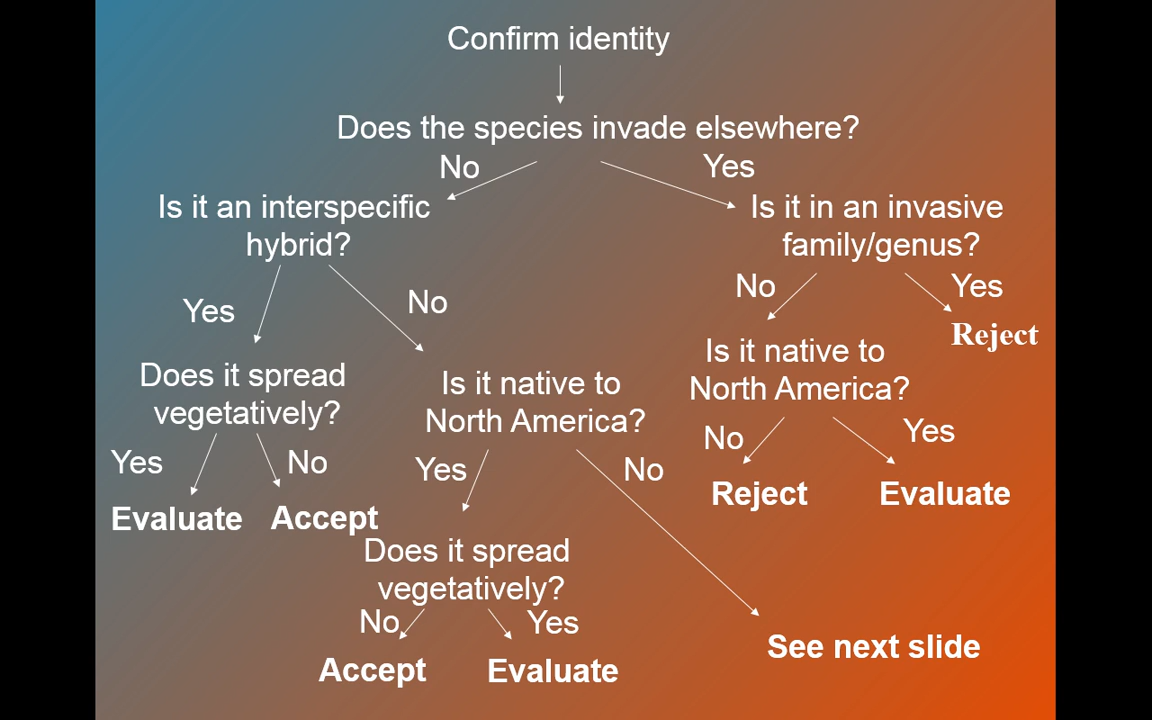 Confirm identity
Does the species invade elsewhere?
No
Yes
Is it an interspecific
hybrid?
Is it in an invasive
family/genus?
Yes
No
No
Yes
Reject
Does it spread
vegetatively?
Is it native to
North America?
Is it native to
North America?
Yes
No
Yes
No
No
Yes
Evaluate
Accept
Reject
Evaluate
Does it spread
vegetatively?
No
Yes
Accept
Evaluate
See next slide